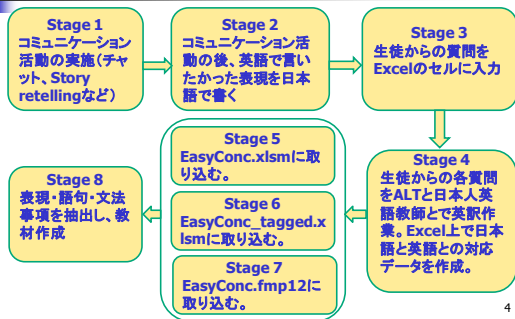 Stage 1
コミュニケーション
活動の実施(チャ
ット、Story
retellingなど)
Stage 2
コミュニケーション活
動の後、英語で言い
たかった表現を日本
語で書く
Stage 3
生徒からの質問を
Excelのセルに入力
Stage 4
生徒からの各質問
をALTと日本人英
語教師とで英訳作
業。Excel上で日本
語と英語との対応
データを作成。
Stage 5
EasyConc.xlsmに取
り込む。
Stage 6
EasyConc_tagged.x
lsmに取り込む。
Stage 7
EasyConc.fmp12に
取り込む。
Stage 8
表現・語句・文法
事項を抽出し、教
材作成
4